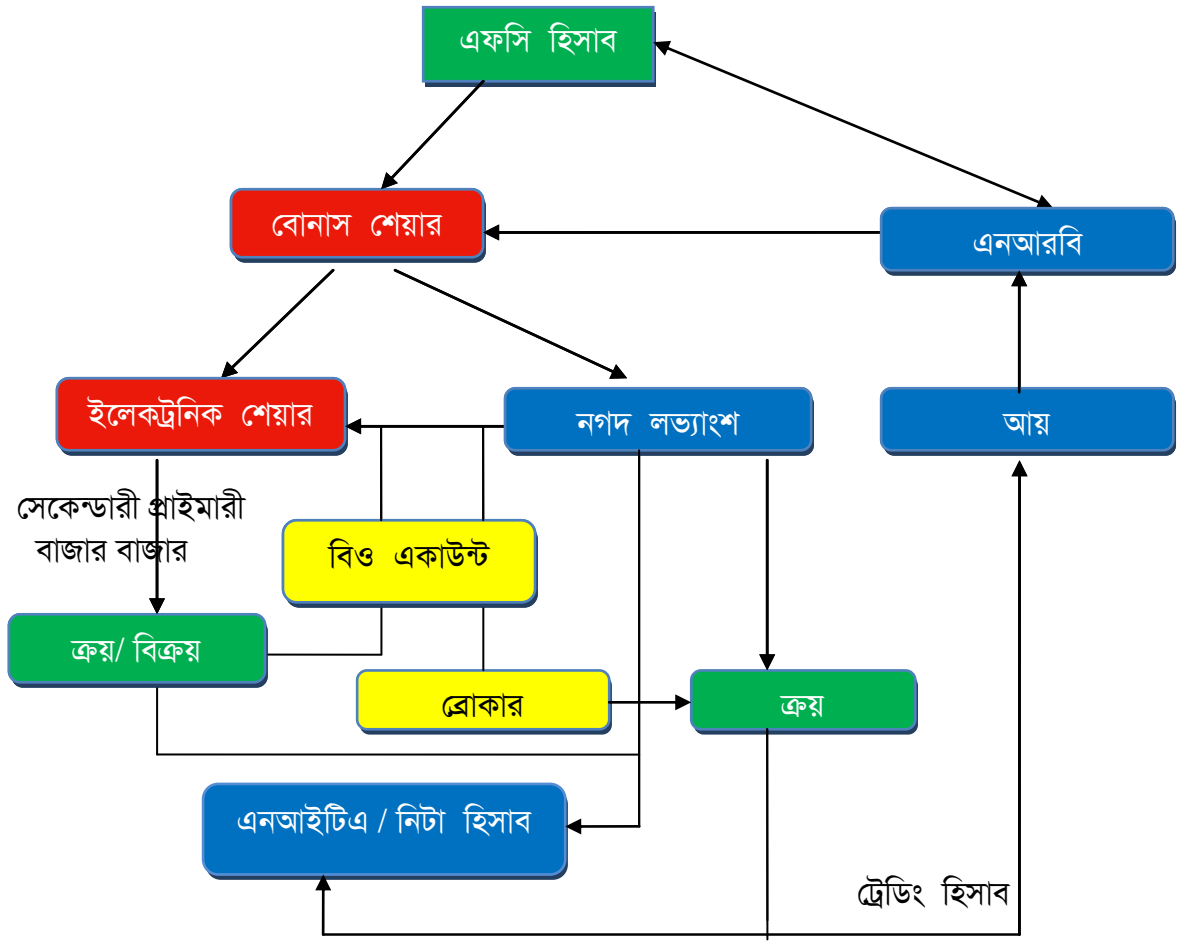 এফসি হিসাব
বোনাস শেয়ার
এনআরবি
ইলেকট্রনিক শেয়ার
নগদ লভ্যাংশ
আয়
সেকেন্ডারী প্রাইমারী
বাজার বাজার
বিও একাউন্ট
ক্রয়/ বিক্রয়
ব্রোকার
ক্রয়
এনআইটিএ / নিটা হিসাব
ট্রেডিং হিসাব